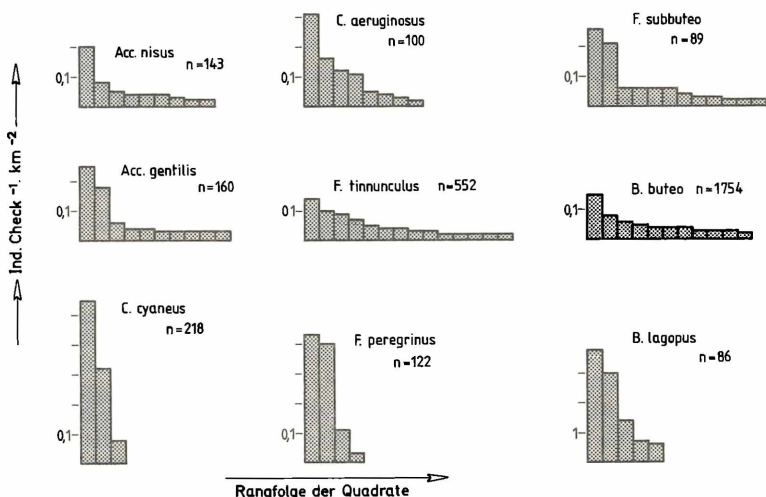 Acc. nisus
n=143
0,1
C. aeruginosus
n=100
0,1
F. subbuteo
n=89
0,1
Acc. gentilis
n=160
0,1
F. tinnunculus n=552
0,1
B. buteo n=1754
0,1
C. cyaneus
n=218
0,1
F. peregrinus
n=122
0,1
B. lagopus
n=86
1
Ind. Check⁻¹. km⁻²
Rangfolge der Quadrate